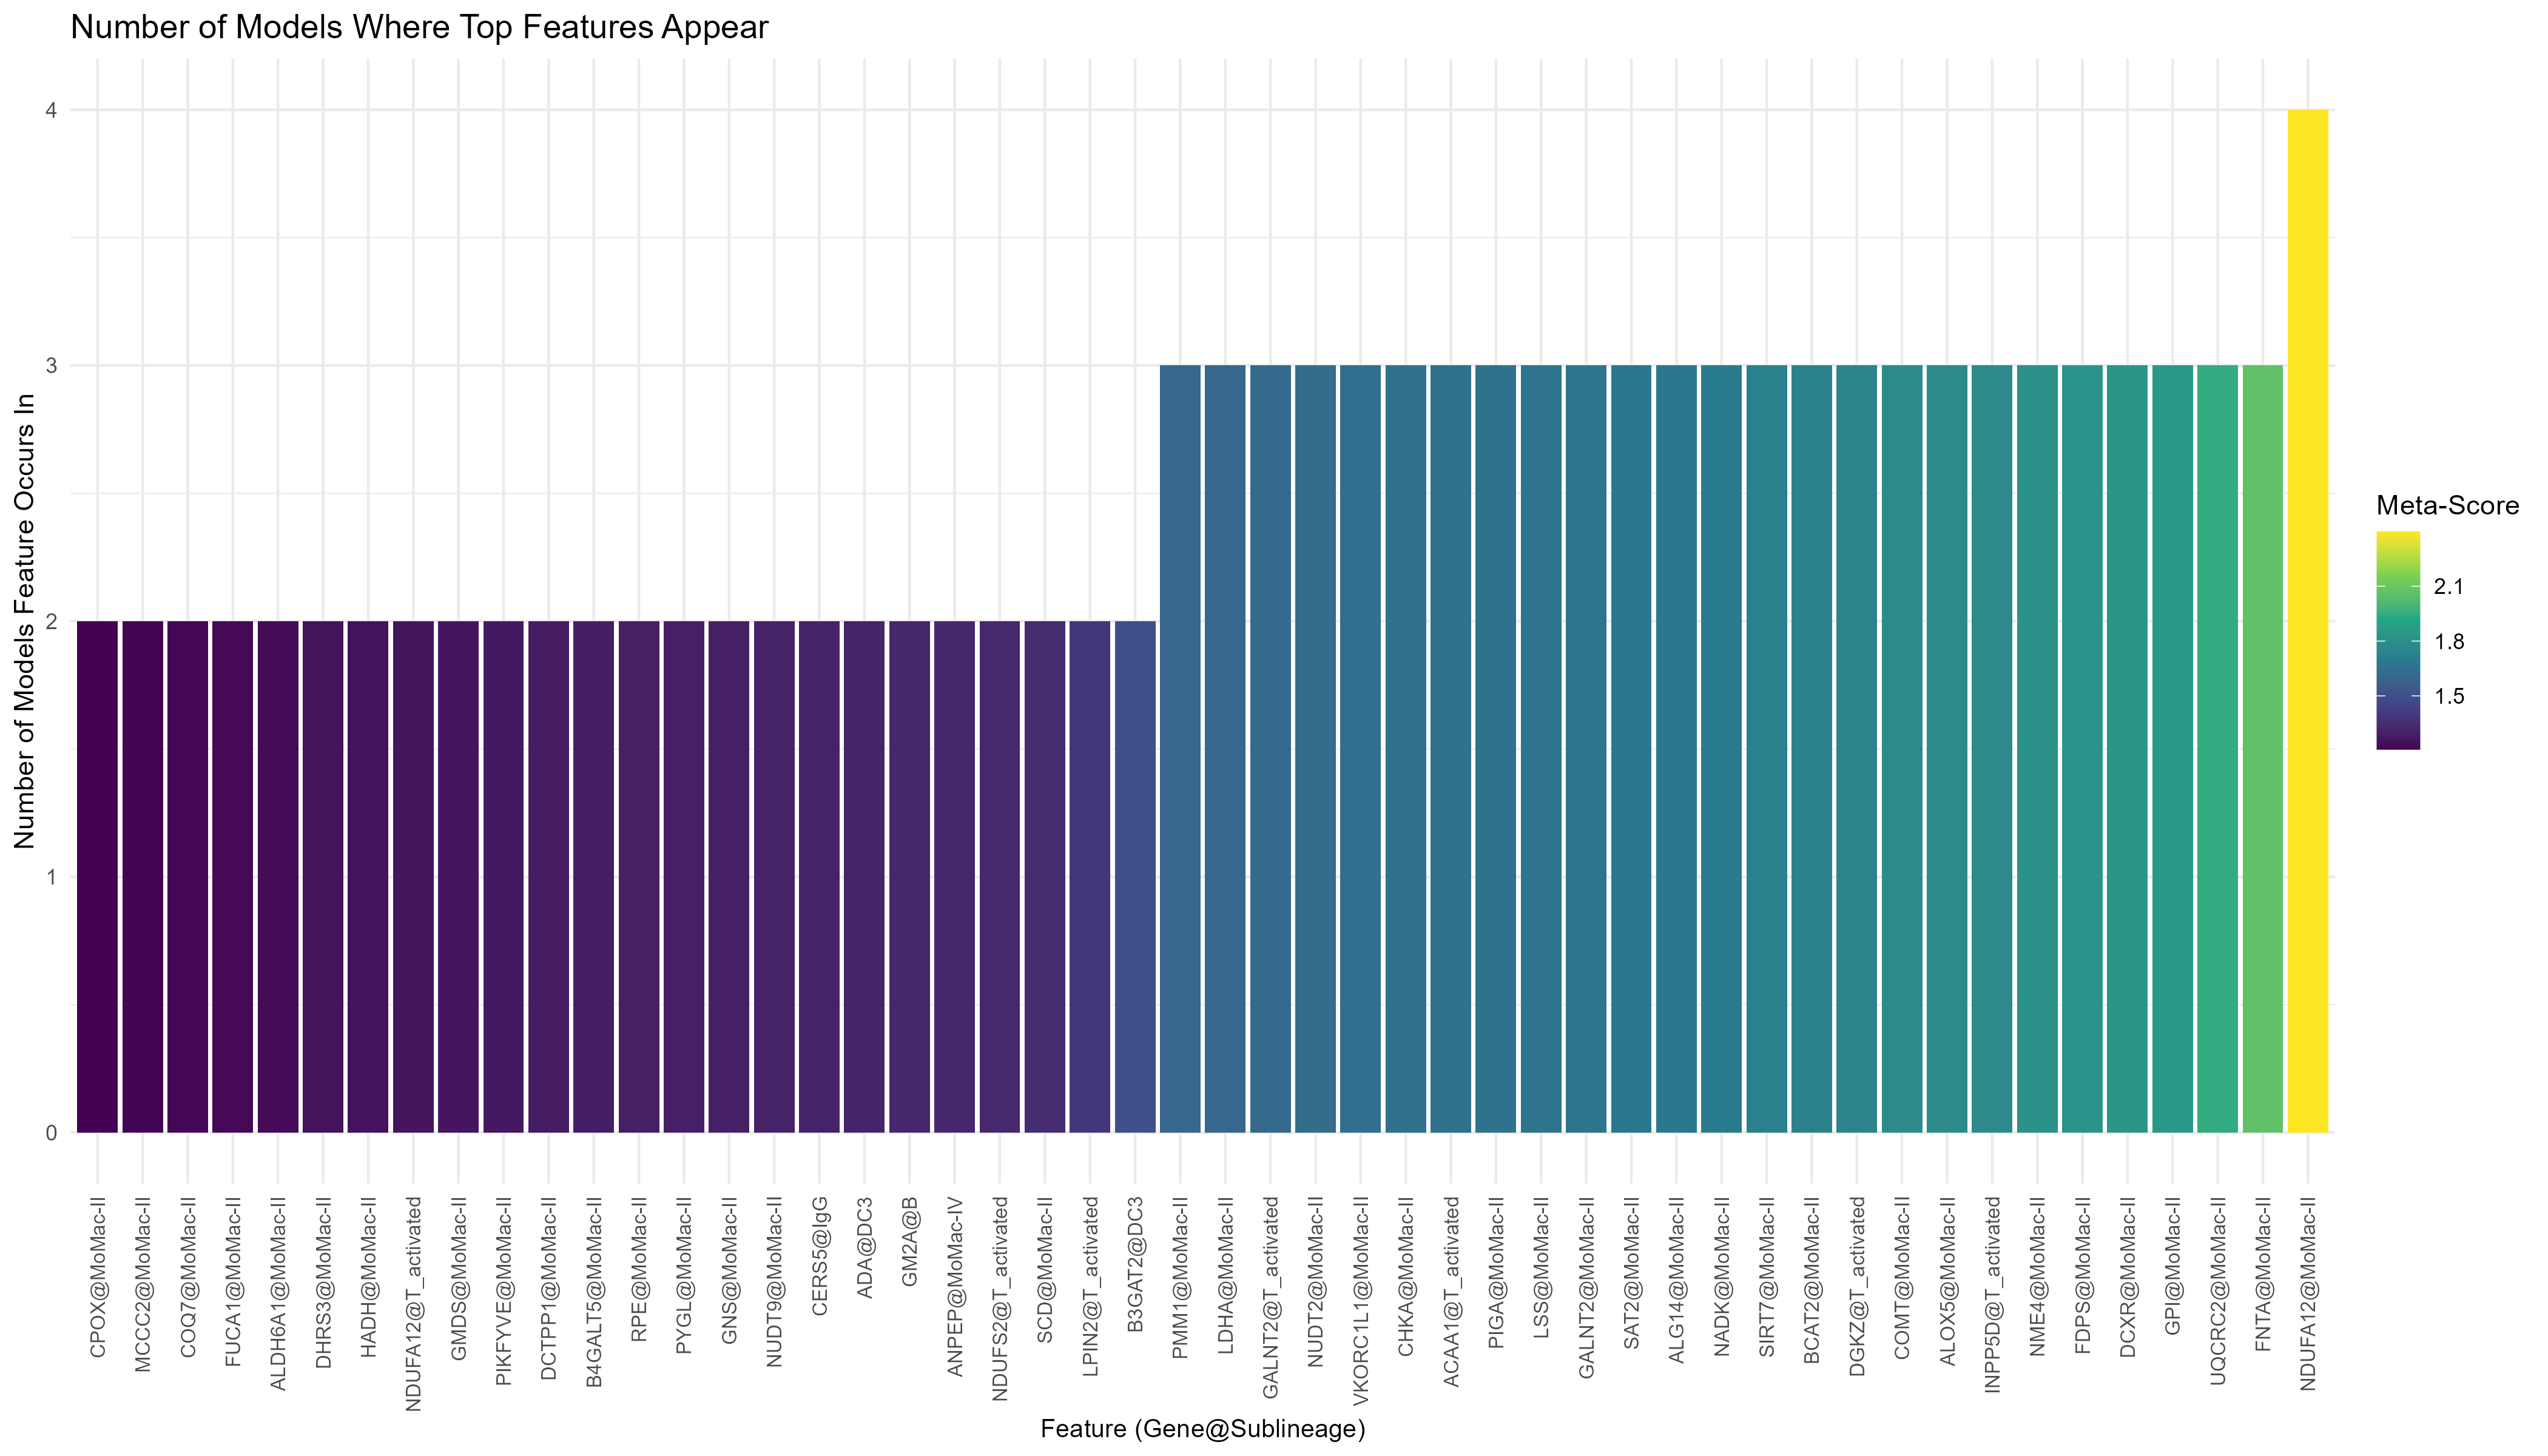 Number of Models Where Top Features Appear
Number of Models Feature Occurs In
4
3
2
1
0
CPOX@MoMac-II
MCCC2@MoMac-II
COQ7@MoMac-II
FUCA1@MoMac-II
ALDH6A1@MoMac-II
DHRS3@MoMac-II
HADH@MoMac-II
NDUFA12@T_activated
GMDS@MoMac-II
PIKFYVE@MoMac-II
DCTPP1@MoMac-II
B4GALT5@MoMac-II
RPE@MoMac-II
PYGL@MoMac-II
GNS@MoMac-II
NUDT9@MoMac-II
CERS5@IgG
ADA@DC3
GM2A@B
ANPEP@MoMac-IV
NDUFS2@T_activated
SCD@MoMac-II
LPIN2@T_activated
B3GAT2@DC3
PMM1@MoMac-II
LDHA@MoMac-II
GALNT2@T_activated
NUDT2@MoMac-II
VKORC1L1@MoMac-II
CHKA@MoMac-II
ACAA1@T_activated
PIGA@MoMac-II
LSS@MoMac-II
GALNT2@MoMac-II
SAT2@MoMac-II
ALG14@MoMac-II
NADK@MoMac-II
SIRT7@MoMac-II
BCAT2@MoMac-II
DGKZ@T_activated
COMT@MoMac-II
ALOX5@MoMac-II
INPP5D@T_activated
NME4@MoMac-II
FDPS@MoMac-II
DCXR@MoMac-II
GPI@MoMac-II
UQCRC2@MoMac-II
FNTA@MoMac-II
NDUFA12@MoMac-II
Feature (Gene@Sublineage)
Meta-Score
2.1
1.8
1.5